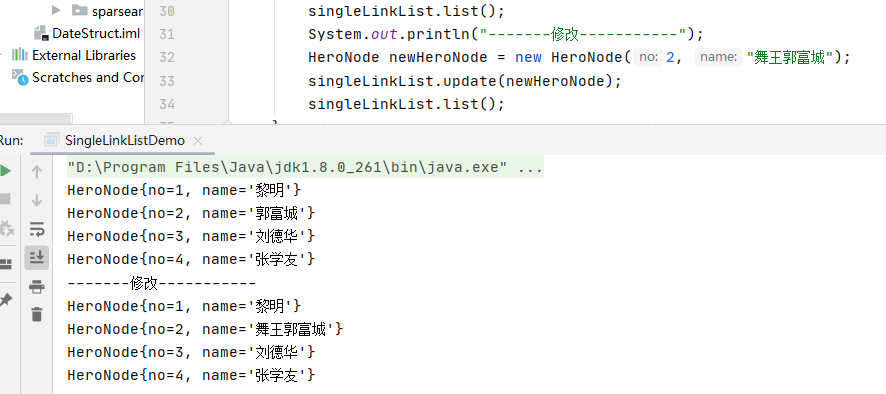 sparsear
DateStruct.iml
External Libraries
Scratches and Cor
30 singleLinkList.list();
31 System.out.println("-------修改-----------");
32 HeroNode newHeroNode = new HeroNode( no: 2, name: "舞王郭富城");
33 singleLinkList.update(newHeroNode);
34 singleLinkList.list();
}
Run: SingleLinkListDemo ×
"D:\Program Files\Java\jdk1.8.0_261\bin\java.exe" ...
HeroNode{no=1, name='黎明'}
HeroNode{no=2, name='郭富城'}
HeroNode{no=3, name='刘德华'}
HeroNode{no=4, name='张学友'}
-------修改-----------
HeroNode{no=1, name='黎明'}
HeroNode{no=2, name='舞王郭富城'}
HeroNode{no=3, name='刘德华'}
HeroNode{no=4, name='张学友'}